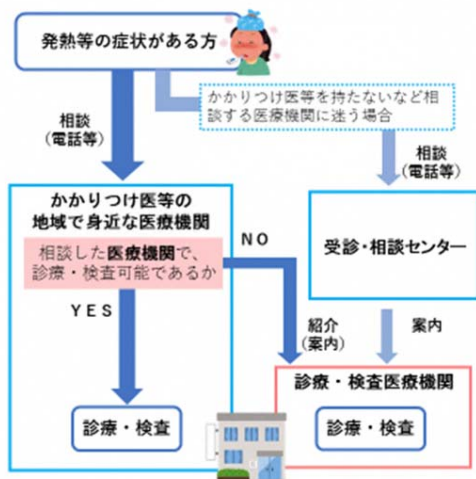 発熱等の症状がある方
かかりつけ医等を持たないなど相
談する医療機関に迷う場合
相談
(電話等)
相談
(電話等)
かかりつけ医等の
地域で身近な医療機関
相談した医療機関で、
診療・検査可能であるか
NO
YES
受診・相談センター
紹介
(案内)
案内
診療・検査医療機関
診療・検査
診療・検査